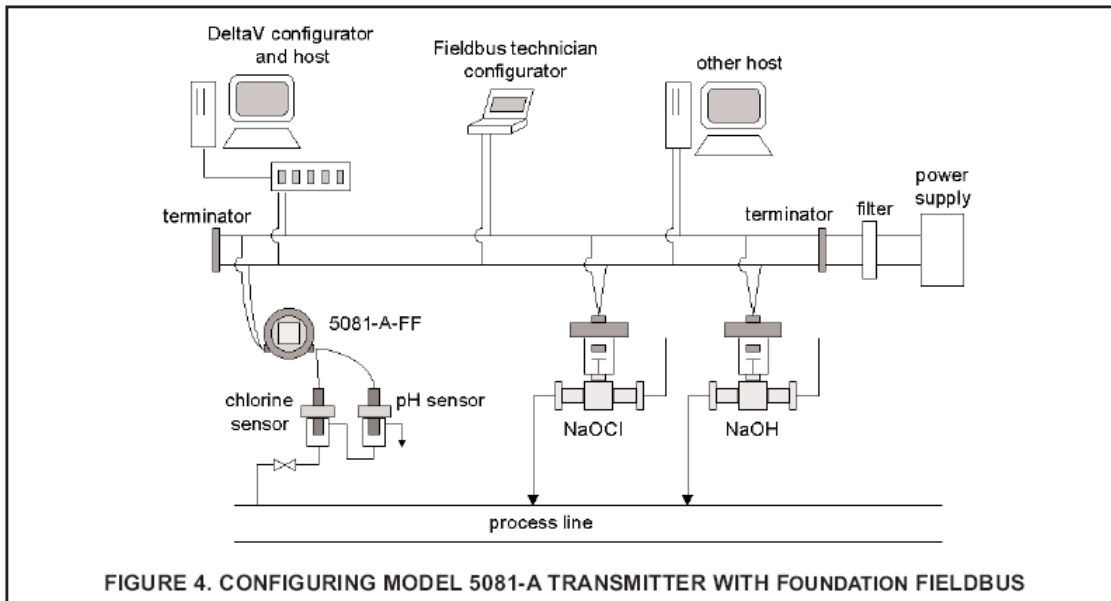 DeltaV configurator
and host
Fieldbus technician
configurator
other host
power
supply
terminator
terminator
filter
5081-A-FF
chlorine
sensor
pH sensor
NaOCl
NaOH
process line
FIGURE 4. CONFIGURING MODEL 5081-A TRANSMITTER WITH FOUNDATION FIELDBUS